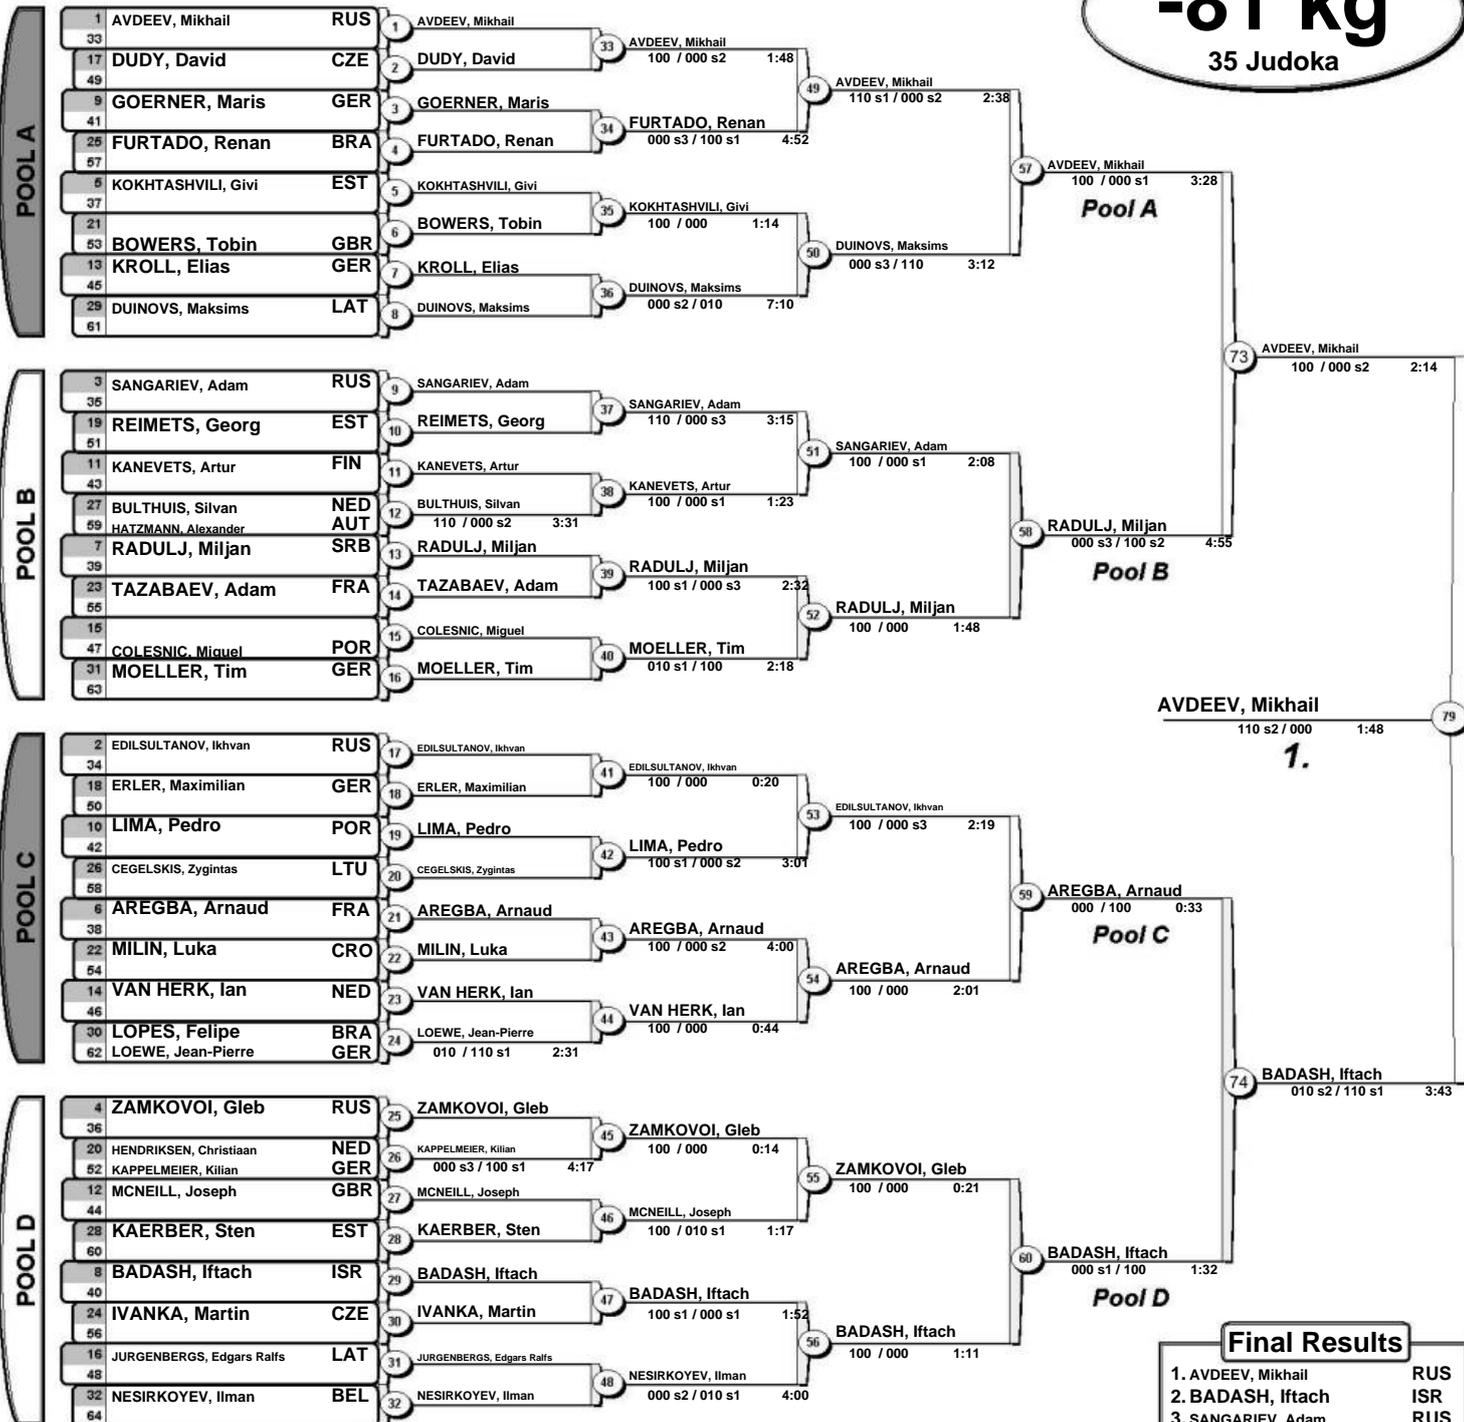 -81 kg
35 Judoka
POOL A
1 AVDEEV, Mikhail RUS
33
17 DUDY, David CZE
49
9 GOERNER, Maris GER
41
25 FURTADO, Renan BRA
57
5 KOKHTASHVILI, Givi EST
37
21
53 BOWERS, Tobin GBR
13 KROLL, Elias GER
45
29 DUINOVS, Maksims LAT
61
1 AVDEEV, Mikhail
2 DUDY, David
3 GOERNER, Maris
4 FURTADO, Renan
5 KOKHTASHVILI, Givi
6 BOWERS, Tobin
7 KROLL, Elias
8 DUINOVS, Maksims
33 AVDEEV, Mikhail
100 / 000 s2 1:48
34 FURTADO, Renan
000 s3 / 100 s1 4:52
35 KOKHTASHVILI, Givi
100 / 000 1:14
36 DUINOVS, Maksims
000 s2 / 010 7:10
49 AVDEEV, Mikhail
110 s1 / 000 s2 2:38
50 DUINOVS, Maksims
000 s3 / 110 3:12
57 AVDEEV, Mikhail
100 / 000 s1 3:28
Pool A
POOL B
3 SANGARIEV, Adam RUS
35
19 REIMETS, Georg EST
51
11 KANEVETS, Artur FIN
43
27 BULTHUIS, Silvan NED
59 HATZMANN, Alexander AUT
7 RADULJ, Miljan SRB
39
23 TAZABAEV, Adam FRA
55
15
47 COLESNIC, Miguel POR
31 MOELLER, Tim GER
63
9 SANGARIEV, Adam
10 REIMETS, Georg
11 KANEVETS, Artur
12 BULTHUIS, Silvan
110 / 000 s2 3:31
13 RADULJ, Miljan
14 TAZABAEV, Adam
15 COLESNIC, Miguel
16 MOELLER, Tim
37 SANGARIEV, Adam
110 / 000 s3 3:15
38 KANEVETS, Artur
100 / 000 s1 1:23
39 RADULJ, Miljan
100 s1 / 000 s3 2:32
40 MOELLER, Tim
010 s1 / 100 2:18
51 SANGARIEV, Adam
100 / 000 s1 2:08
52 RADULJ, Miljan
100 / 000 1:48
58 RADULJ, Miljan
000 s3 / 100 s2 4:55
Pool B
73 AVDEEV, Mikhail
100 / 000 s2 2:14
AVDEEV, Mikhail 79
110 s2 / 000 1:48
1.
POOL C
2 EDILSULTANOV, Ikhvan RUS
34
18 ERLER, Maximilian GER
50
10 LIMA, Pedro POR
42
26 CEGELSKIS, Zygintas LTU
58
6 AREGBA, Arnaud FRA
38
22 MILIN, Luka CRO
54
14 VAN HERK, Ian NED
46
30 LOPES, Felipe BRA
62 LOEWE, Jean-Pierre GER
17 EDILSULTANOV, Ikhvan
18 ERLER, Maximilian
19 LIMA, Pedro
20 CEGELSKIS, Zygintas
21 AREGBA, Arnaud
22 MILIN, Luka
23 VAN HERK, Ian
24 LOEWE, Jean-Pierre
010 / 110 s1 2:31
41 EDILSULTANOV, Ikhvan
100 / 000 0:20
42 LIMA, Pedro
100 s1 / 000 s2 3:01
43 AREGBA, Arnaud
100 / 000 s2 4:00
44 VAN HERK, Ian
100 / 000 0:44
53 EDILSULTANOV, Ikhvan
100 / 000 s3 2:19
54 AREGBA, Arnaud
100 / 000 2:01
59 AREGBA, Arnaud
000 / 100 0:33
Pool C
POOL D
4 ZAMKOVOI, Gleb RUS
36
20 HENDRIKSEN, Christiaan NED
52 KAPPELMEIER, Kilian GER
12 MCNEILL, Joseph GBR
44
28 KAERBER, Sten EST
60
8 BADASH, Iftach ISR
40
24 IVANKA, Martin CZE
56
16 JURGENBERGS, Edgars Ralfs LAT
48
32 NESIRKOYEV, Ilman BEL
64
25 ZAMKOVOI, Gleb
26 KAPPELMEIER, Kilian
000 s3 / 100 s1 4:17
27 MCNEILL, Joseph
28 KAERBER, Sten
29 BADASH, Iftach
30 IVANKA, Martin
31 JURGENBERGS, Edgars Ralfs
32 NESIRKOYEV, Ilman
45 ZAMKOVOI, Gleb
100 / 000 0:14
46 MCNEILL, Joseph
100 / 010 s1 1:17
47 BADASH, Iftach
100 s1 / 000 s1 1:52
48 NESIRKOYEV, Ilman
000 s2 / 010 s1 4:00
55 ZAMKOVOI, Gleb
100 / 000 0:21
56 BADASH, Iftach
100 / 000 1:11
60 BADASH, Iftach
000 s1 / 100 1:32
Pool D
74 BADASH, Iftach
010 s2 / 110 s1 3:43
Final Results
1. AVDEEV, Mikhail RUS
2. BADASH, Iftach ISR
3. SANGARIEV, Adam RUS